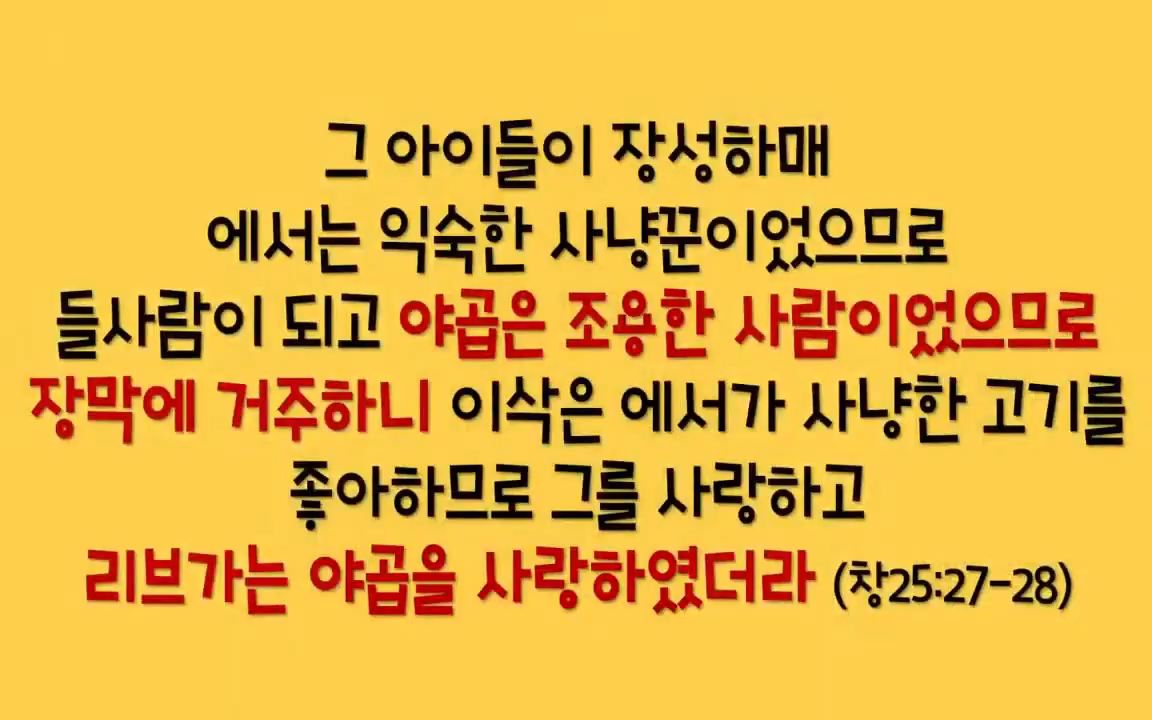 그 아이들이 장성하매
에서는 익숙한 사냥꾼이었으므로
들사람이 되고 야곱은 조용한 사람이었으므로
장막에 거주하니 이삭은 에서가 사냥한 고기를
좋아하므로 그를 사랑하고
리브가는 야곱을 사랑하였더라 (창25:27-28)